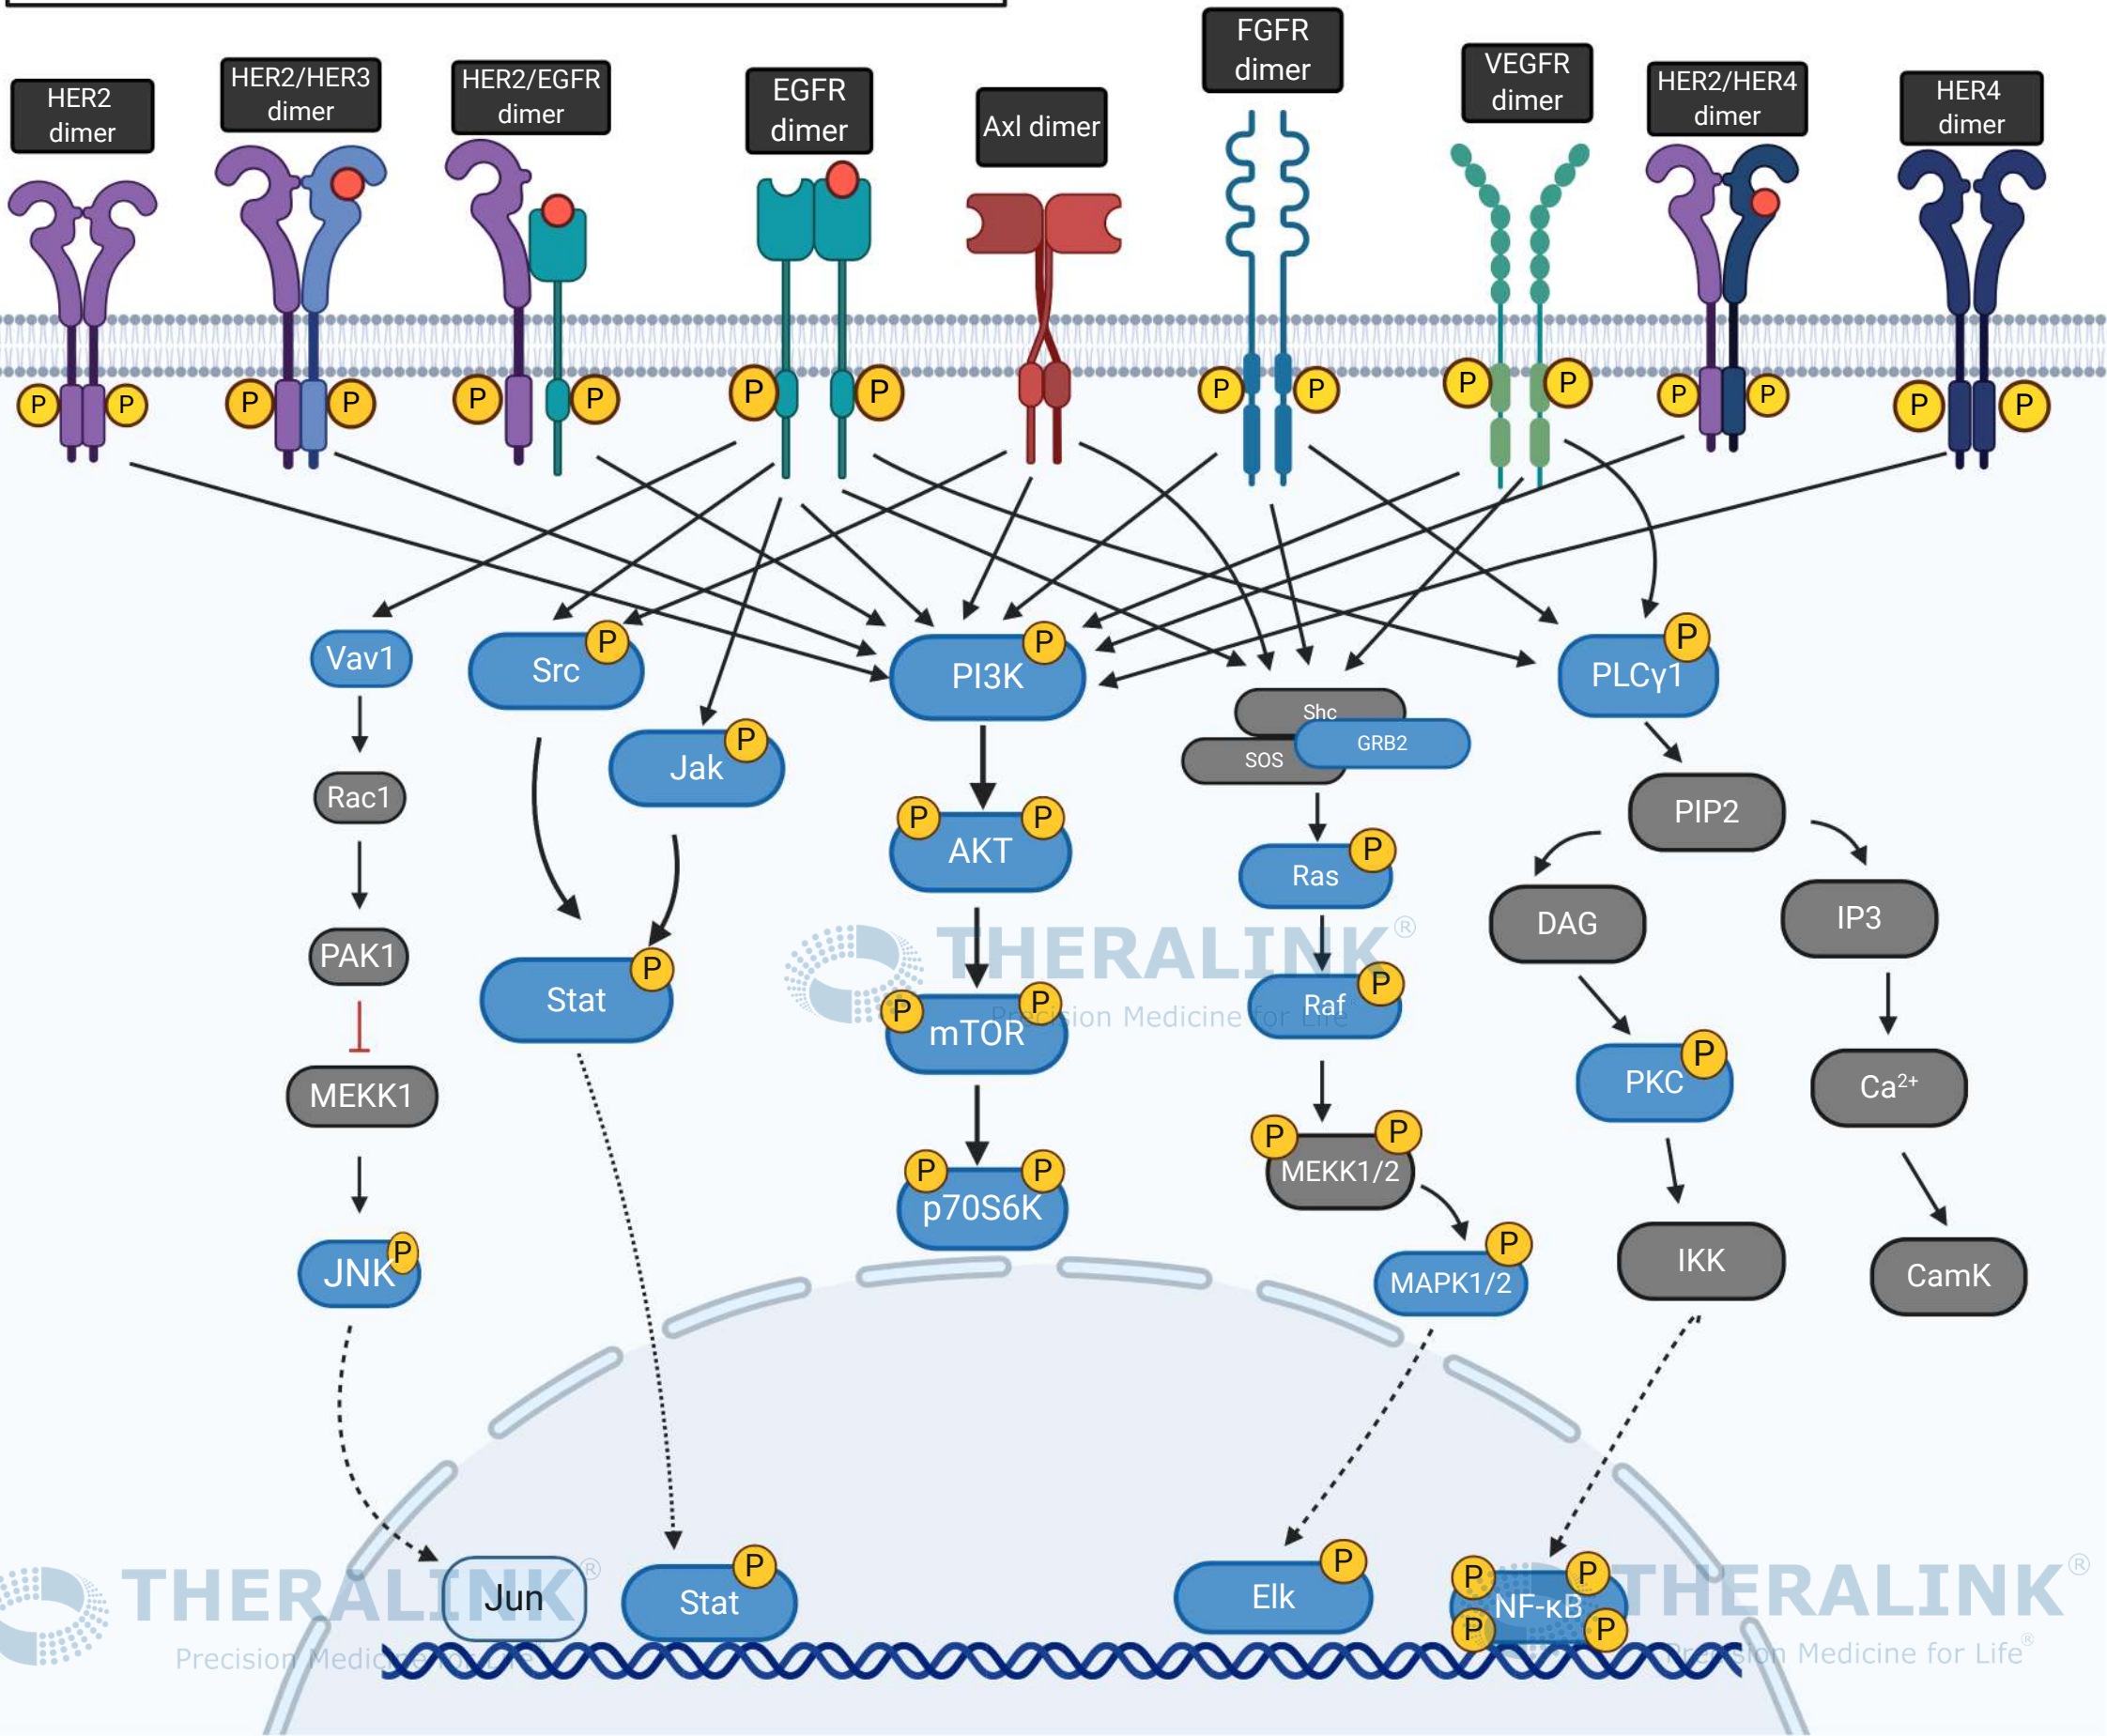 HER2
dimer
HER2/HER3
dimer
HER2/EGFR
dimer
EGFR
dimer
Axl dimer
FGFR
dimer
VEGFR
dimer
HER2/HER4
dimer
HER4
dimer
P P P P P P P P P P P P P P P P
Vav1
Src P
PI3K P
PLCγ1 P
Jak P
Shc
GRB2
SOS
Rac1
PIP2
AKT P P
Ras P
DAG
IP3
PAK1
Stat P
mTOR P P
Raf P
THERALINK®
Precision Medicine for Life
MEKK1
PKC P
Ca²⁺
p70S6K P P
MEKK1/2 P P
JNK P
MAPK1/2 P
IKK
CamK
Jun
Stat P
Elk P
NF-κB P P P P
THERALINK®
Precision Medicine for Life
THERALINK®
Precision Medicine for Life®